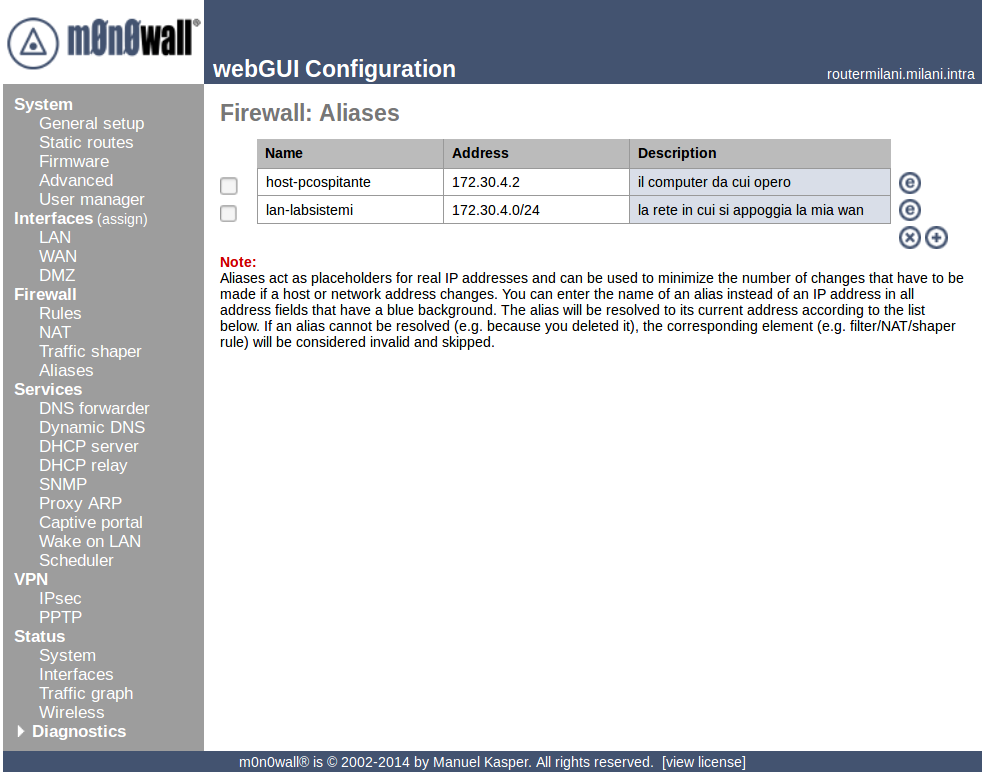 m0n0wall®
webGUI Configuration
routermilani.milani.intra
System
General setup
Static routes
Firmware
Advanced
User manager
Interfaces (assign)
LAN
WAN
DMZ
Firewall
Rules
NAT
Traffic shaper
Aliases
Services
DNS forwarder
Dynamic DNS
DHCP server
DHCP relay
SNMP
Proxy ARP
Captive portal
Wake on LAN
Scheduler
VPN
IPsec
PPTP
Status
System
Interfaces
Traffic graph
Wireless
Diagnostics
Firewall: Aliases
Name Address Description
host-pcospitante 172.30.4.2 il computer da cui opero e
lan-labsistemi 172.30.4.0/24 la rete in cui si appoggia la mia wan e
Note:
Aliases act as placeholders for real IP addresses and can be used to minimize the number of changes that have to be
made if a host or network address changes. You can enter the name of an alias instead of an IP address in all
address fields that have a blue background. The alias will be resolved to its current address according to the list
below. If an alias cannot be resolved (e.g. because you deleted it), the corresponding element (e.g. filter/NAT/shaper
rule) will be considered invalid and skipped.
m0n0wall® is © 2002-2014 by Manuel Kasper. All rights reserved. [view license]